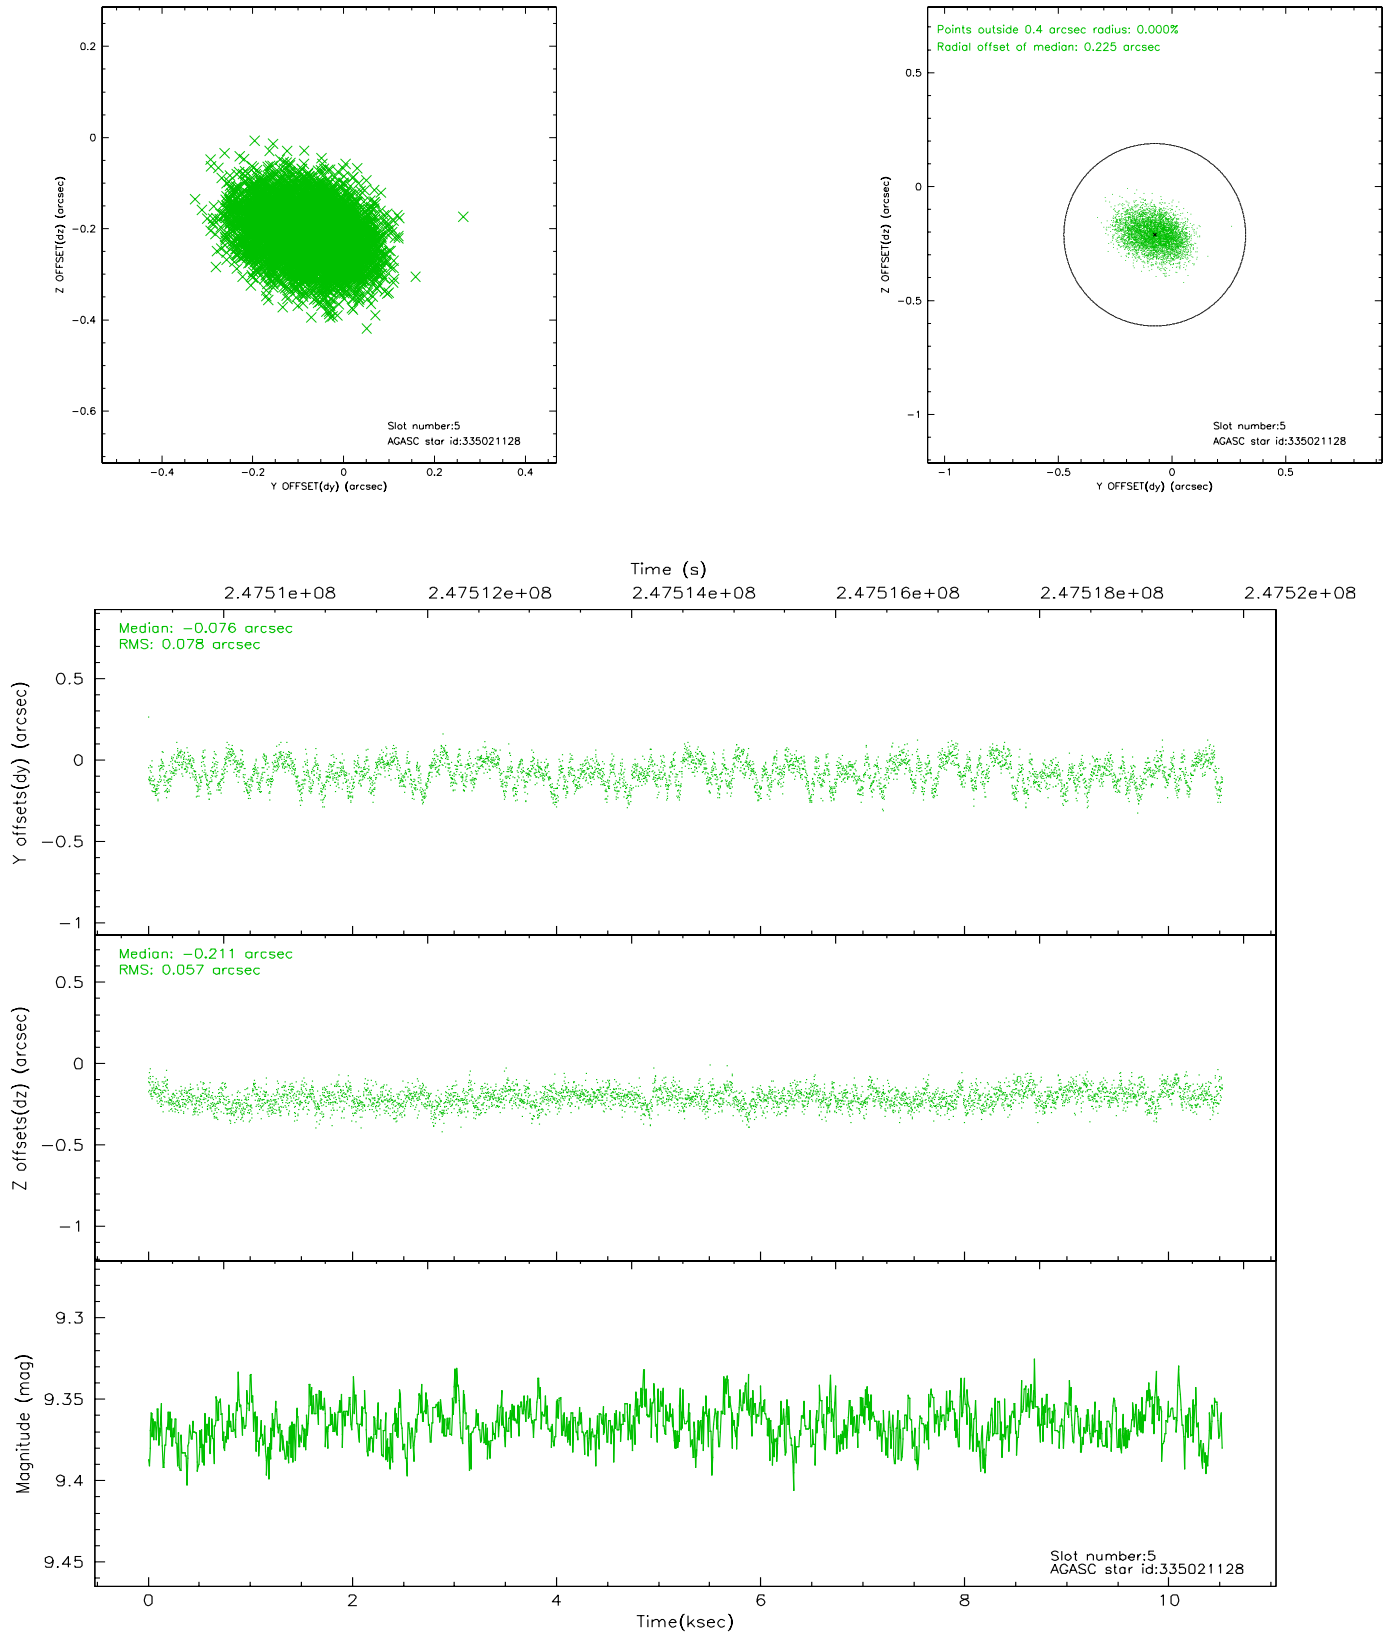 0.2
0
−0.2
−0.4
−0.6
Z OFFSET(dz) (arcsec)
Slot number:5
AGASC star id:335021128
−0.4 −0.2 0 0.2 0.4
Y OFFSET(dy) (arcsec)
Points outside 0.4 arcsec radius: 0.000%
Radial offset of median: 0.225 arcsec
0.5
0
−0.5
−1
Z OFFSET(dz) (arcsec)
Slot number:5
AGASC star id:335021128
−1 −0.5 0 0.5
Y OFFSET(dy) (arcsec)
Time (s)
2.4751e+08 2.47512e+08 2.47514e+08 2.47516e+08 2.47518e+08 2.4752e+08
Median: −0.076 arcsec
RMS: 0.078 arcsec
0.5
0
−0.5
−1
Y offsets(dy) (arcsec)
Median: −0.211 arcsec
RMS: 0.057 arcsec
0.5
0
−0.5
−1
Z offsets(dz) (arcsec)
9.3
9.35
9.4
9.45
Magnitude (mag)
Slot number:5
AGASC star id:335021128
0 2 4 6 8 10
Time(ksec)